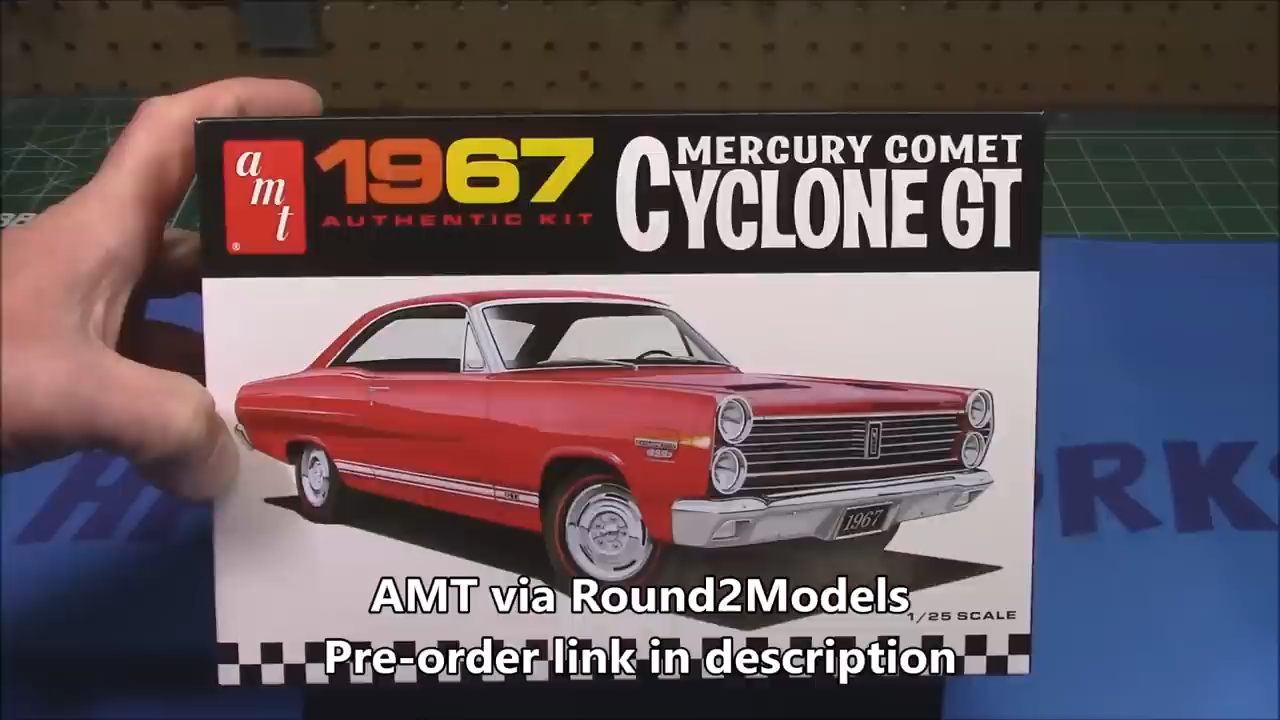 amt
®
1967
AUTHENTIC KIT
MERCURY COMET
CYCLONE GT
1967
1/25 SCALE
AMT via Round2Models
Pre-order link in description